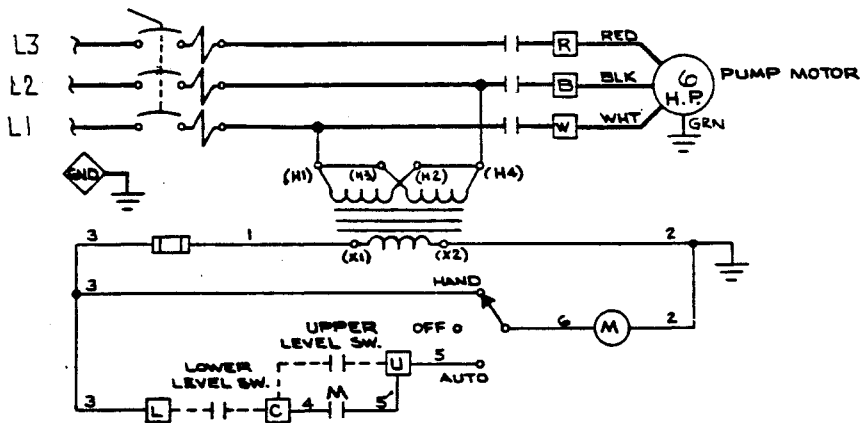 L3
R
RED
L2
B
BLK
6
H.P.
PUMP MOTOR
L1
W
WHT
GRN
GND
(H1)
(H3)
(H2)
(H4)
3
1
(X1)
(X2)
2
3
HAND
6
M
2
UPPER
LEVEL SW.
OFF
LOWER
LEVEL SW.
U
5
AUTO
3
L
C
4
M
5